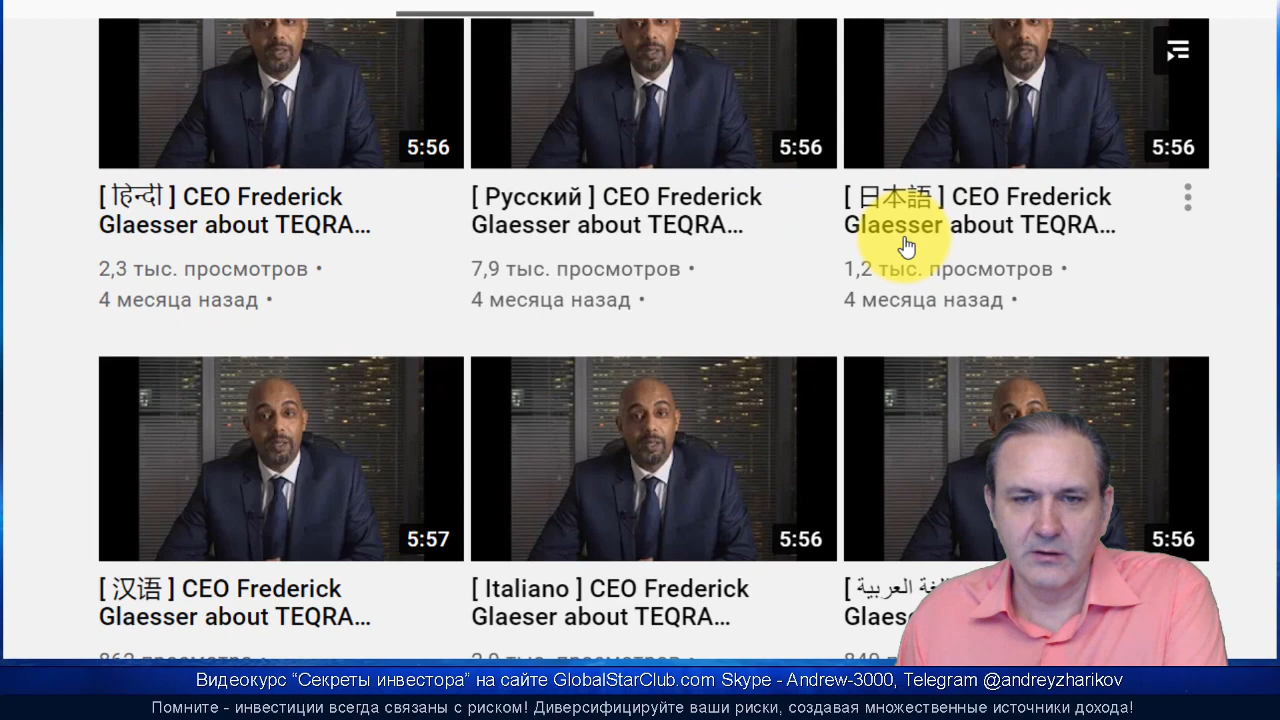 5:56
5:56
5:56
[ हिन्दी ] CEO Frederick
Glaesser about TEQRA...
2,3 тыс. просмотров •
4 месяца назад •
[ Русский ] CEO Frederick
Glaesser about TEQRA...
7,9 тыс. просмотров •
4 месяца назад •
[ 日本語 ] CEO Frederick
Glaesser about TEQRA...
1,2 тыс. просмотров •
4 месяца назад •
5:57
5:56
5:56
[ 汉语 ] CEO Frederick
Glaesser about TEQRA...
[ Italiano ] CEO Frederick
Glaeser about TEQRA...
العربية
Видеокурс “Секреты инвестора” на сайте GlobalStarClub.com Skype - Andrew-3000, Telegram @andreyzharikov
Помните - инвестиции всегда связаны с риском! Диверсифицируйте ваши риски, создавая множественные источники дохода!